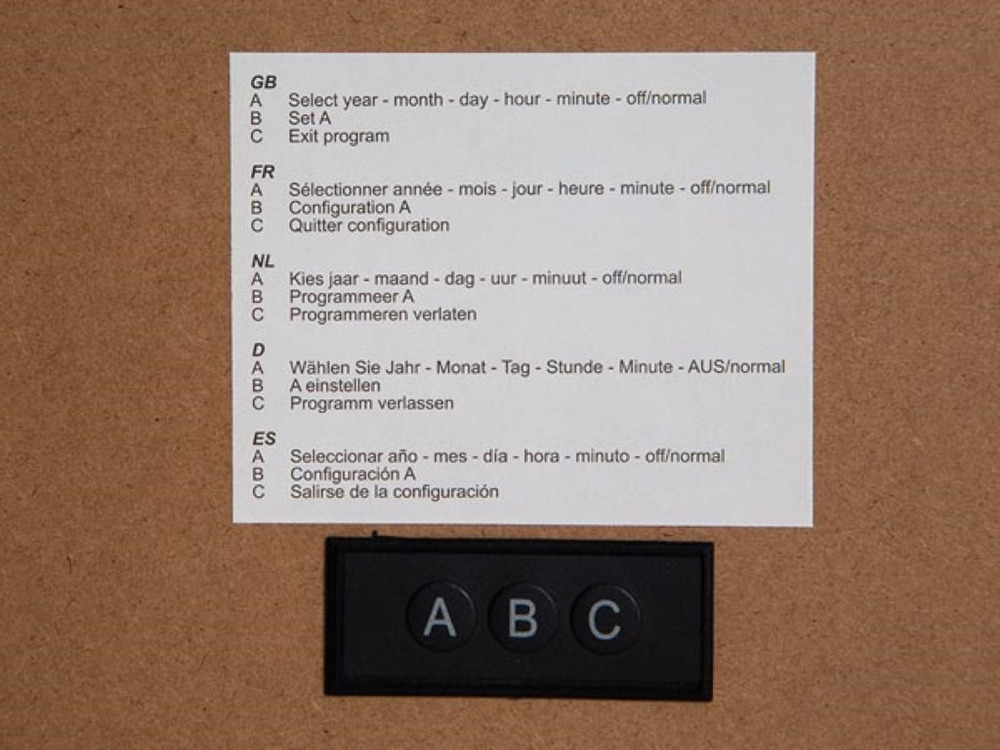 GB
A Select year - month - day - hour - minute - off/normal
B Set A
C Exit program
FR
A Sélectionner année - mois - jour - heure - minute - off/normal
B Configuration A
C Quitter configuration
NL
A Kies jaar - maand - dag - uur - minuut - off/normal
B Programmeer A
C Programmeren verlaten
D
A Wählen Sie Jahr - Monat - Tag - Stunde - Minute - AUS/normal
B A einstellen
C Programm verlassen
ES
A Seleccionar año - mes - día - hora - minuto - off/normal
B Configuración A
C Salirse de la configuración
A B C